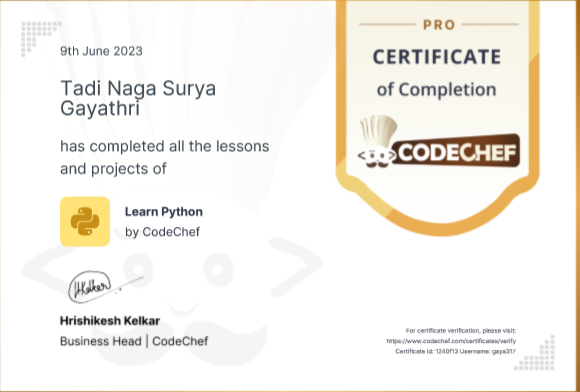 PRO
CERTIFICATE
of Completion
CODECHEF
9th June 2023
Tadi Naga Surya
Gayathri
has completed all the lessons
and projects of
Learn Python
by CodeChef
HKelkar
Hrishikesh Kelkar
Business Head | CodeChef
For certificate verification, please visit:
https://www.codechef.com/certificates/verify
Certificate id: 1240f13 Username: gaya317